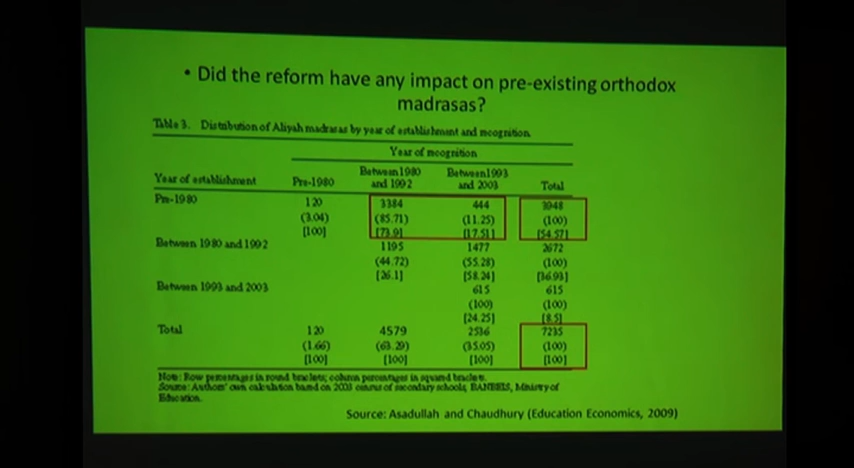 • Did the reform have any impact on pre-existing orthodox
madrasas?
Table 3. Distribution of Aliyah madrasas by year of establishment and recognition
Year of recognition
Year of establishment Pre-1980 Between 1980 and 1992 Between 1993 and 2003 Total
Pre-1980 120 3384 444 3948
(3.04) (85.71) (11.25) (100)
[100] [73.9] [17.51] [54.57]
Between 1980 and 1992 1195 1477 2672
(44.72) (55.28) (100)
[26.1] [58.24] [36.93]
Between 1993 and 2003 615 615
(100) (100)
[24.25] [8.5]
Total 120 4579 2536 7235
(1.66) (63.29) (35.05) (100)
[100] [100] [100] [100]
Note: Row percentages in round brackets; column percentages in squared brackets.
Source: Authors' own calculation based on 2003 census of secondary schools, BANBEIS, Ministry of
Education.
Source: Asadullah and Chaudhury (Education Economics, 2009)